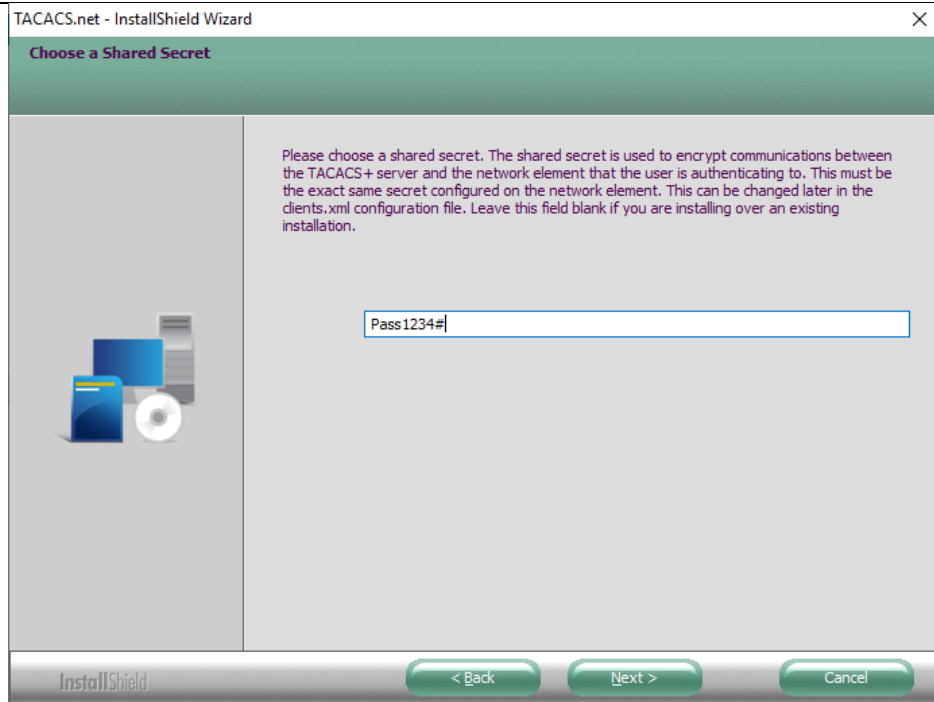 TACACS.net - InstallShield Wizard
Choose a Shared Secret
Please choose a shared secret. The shared secret is used to encrypt communications between
the TACACS+ server and the network element that the user is authenticating to. This must be
the exact same secret configured on the network element. This can be changed later in the
clients.xml configuration file. Leave this field blank if you are installing over an existing
installation.
Pass1234#
InstallShield
< Back
Next >
Cancel